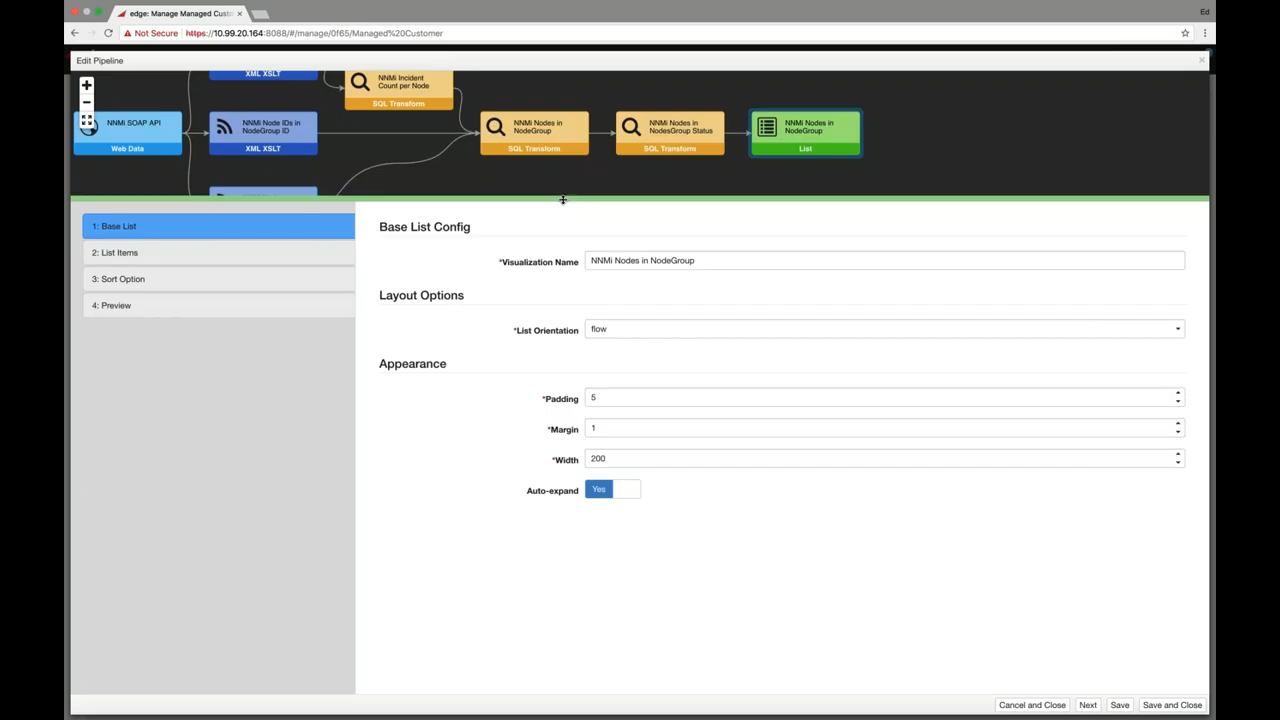 edge: Manage Managed Custo
Ed
Not Secure https://10.99.20.164:8088/#/manage/0f65/Managed%20Customer
Edit Pipeline
XML XSLT
NNMi Incident
Count per Node
SQL Transform
NNMi SOAP API
Web Data
NNMi Node IDs in
NodeGroup ID
XML XSLT
NNMi Nodes in
NodeGroup
SQL Transform
NNMi Nodes in
NodesGroup Status
SQL Transform
NNMi Nodes in
NodeGroup
List
1: Base List
2: List Items
3: Sort Option
4: Preview
Base List Config
*Visualization Name NNMi Nodes in NodeGroup
Layout Options
*List Orientation flow
Appearance
*Padding 5
*Margin 1
*Width 200
Auto-expand Yes
Cancel and Close Next Save Save and Close